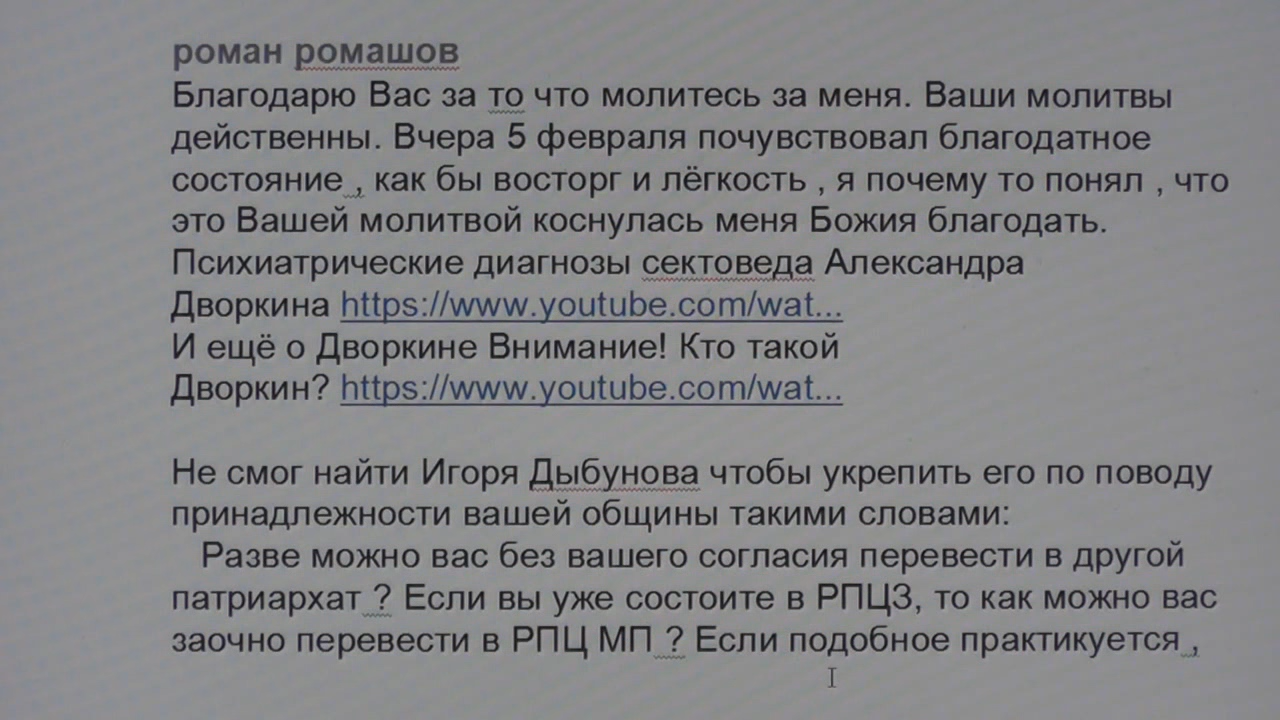 роман ромашов
Благодарю Вас за то что молитесь за меня. Ваши молитвы
действенны. Вчера 5 февраля почувствовал благодатное
состояние , как бы восторг и лёгкость , я почему то понял , что
это Вашей молитвой коснулась меня Божия благодать.
Психиатрические диагнозы сектоведа Александра
Дворкина https://www.youtube.com/wat...
И ещё о Дворкине Внимание! Кто такой
Дворкин? https://www.youtube.com/wat...
Не смог найти Игоря Дыбунова чтобы укрепить его по поводу
принадлежности вашей общины такими словами:
Разве можно вас без вашего согласия перевести в другой
патриархат ? Если вы уже состоите в РПЦЗ, то как можно вас
заочно перевести в РПЦ МП ? Если подобное практикуется ,